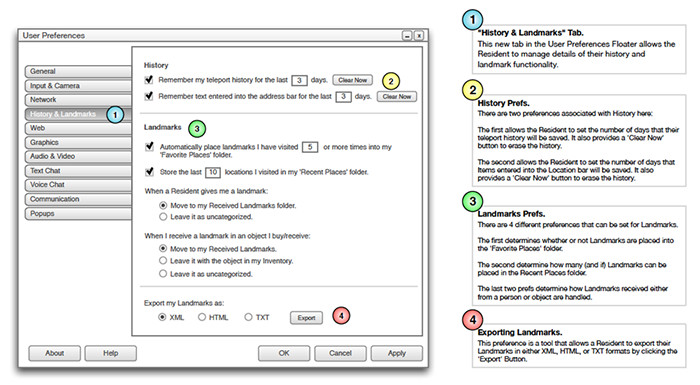 User Preferences
General
Input & Camera
Network
History & Landmarks
1
Web
Graphics
Audio & Video
Text Chat
Voice Chat
Communication
Popups
History
Remember my teleport history for the last 3 days. Clear Now
2
Remember text entered into the address bar for the last 3 days. Clear Now
Landmarks 3
Automatically place landmarks I have visited 5 or more times into my
'Favorite Places' folder.
Store the last 10 locations I visited in my 'Recent Places' folder.
When a Resident gives me a landmark:
Move to my Received Landmarks folder.
Leave it as uncategorized.
When I receive a landmark in an object I buy/receive:
Move to my Received Landmarks.
Leave it with the object in my Inventory.
Leave it as uncategorized.
Export my Landmarks as:
XML HTML TXT Export 4
About Help OK Cancel Apply
1
"History & Landmarks" Tab.
This new tab in the User Preferences Floater allows the
Resident to manage details of their history and
landmark functionality.
2
History Prefs.
There are two preferences associated with History here:
The first allows the Resident to set the number of days that their
teleport history will be saved. It also provides a 'Clear Now'
button to erase the history.
The second allows the Resident to set the number of days that
Items entered into the Location bar will be saved. It also
provides a 'Clear Now' button to erase the history.
3
Landmarks Prefs.
There are 4 different preferences that can be set for Landmarks.
The first determines whether or not Landmarks are placed into
the 'Favorite Places' folder.
The second determine how many (and if) Landmarks can be
placed in the Recent Places folder.
The last two prefs determine how Landmarks received either
from a person or object are handled.
4
Exporting Landmarks.
This preference is a tool that allows a Resident to export their
Landmarks in either XML, HTML, or TXT formats by clicking the
'Export' Button.